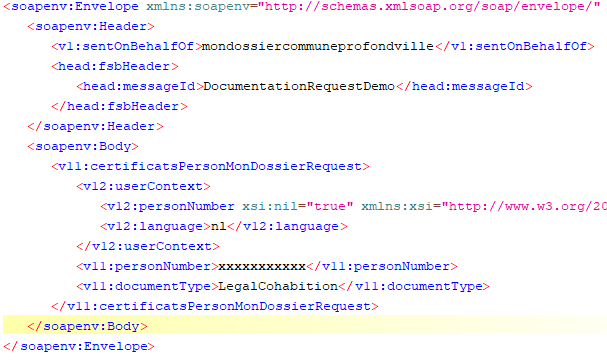 <soapenv:Envelope xmlns:soapenv="http://schemas.xmlsoap.org/soap/envelope/"
<soapenv:Header>
<v1:sentOnBehalfOf>mondossiercommuneprofondville</v1:sentOnBehalfOf>
<head:fsbHeader>
<head:messageId>DocumentationRequestDemo</head:messageId>
</head:fsbHeader>
</soapenv:Header>
<soapenv:Body>
<v11:certificatsPersonMonDossierRequest>
<v12:userContext>
<v12:personNumber xsi:nil="true" xmlns:xsi="http://www.w3.org/20
<v12:language>nl</v12:language>
</v12:userContext>
<v11:personNumber>xxxxxxxxxxx</v11:personNumber>
<v11:documentType>LegalCohabition</v11:documentType>
</v11:certificatsPersonMonDossierRequest>
</soapenv:Body>
</soapenv:Envelope>